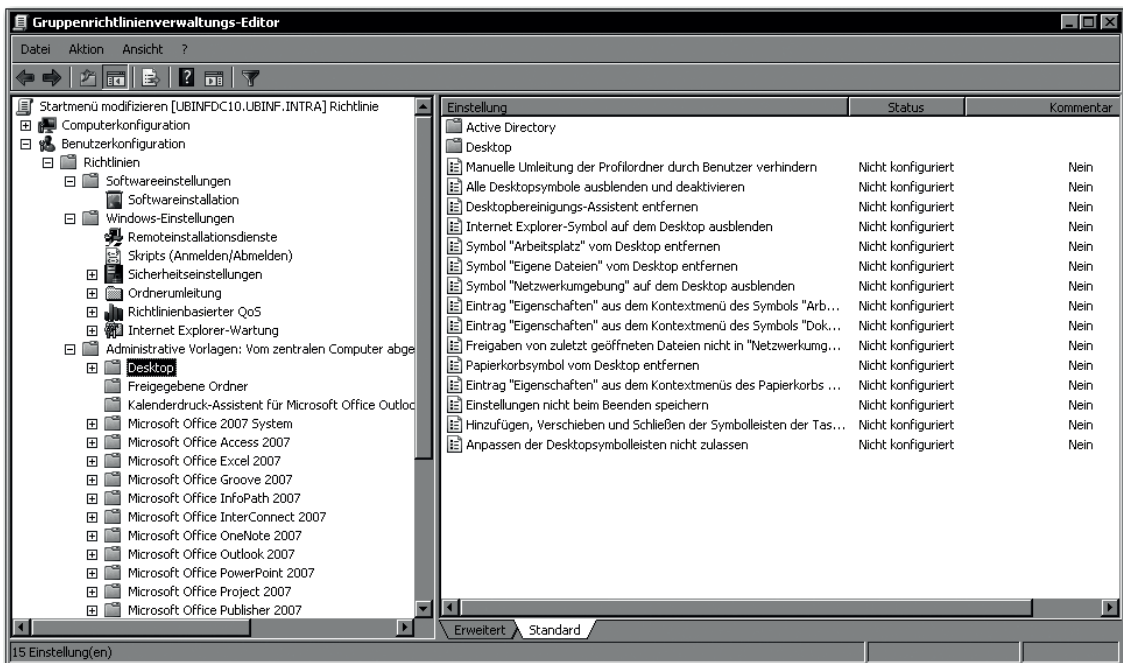 Gruppenrichtlinienverwaltungs-Editor
Datei Aktion Ansicht ?
Startmenü modifizieren [UBINFDC10.UBINF.INTRA] Richtlinie
Computerkonfiguration
Benutzerkonfiguration
Richtlinien
Softwareeinstellungen
Softwareinstallation
Windows-Einstellungen
Remoteinstallationsdienste
Skripts (Anmelden/Abmelden)
Sicherheitseinstellungen
Ordnerumleitung
Richtlinienbasierter QoS
Internet Explorer-Wartung
Administrative Vorlagen: Vom zentralen Computer abge
Desktop
Freigegebene Ordner
Kalenderdruck-Assistent für Microsoft Office Outloc
Microsoft Office 2007 System
Microsoft Office Access 2007
Microsoft Office Excel 2007
Microsoft Office Groove 2007
Microsoft Office InfoPath 2007
Microsoft Office InterConnect 2007
Microsoft Office OneNote 2007
Microsoft Office Outlook 2007
Microsoft Office PowerPoint 2007
Microsoft Office Project 2007
Microsoft Office Publisher 2007
Einstellung Status Kommentar
Active Directory
Desktop
Manuelle Umleitung der Profilordner durch Benutzer verhindern Nicht konfiguriert Nein
Alle Desktopsymbole ausblenden und deaktivieren Nicht konfiguriert Nein
Desktopbereinigungs-Assistent entfernen Nicht konfiguriert Nein
Internet Explorer-Symbol auf dem Desktop ausblenden Nicht konfiguriert Nein
Symbol "Arbeitsplatz" vom Desktop entfernen Nicht konfiguriert Nein
Symbol "Eigene Dateien" vom Desktop entfernen Nicht konfiguriert Nein
Symbol "Netzwerkumgebung" auf dem Desktop ausblenden Nicht konfiguriert Nein
Eintrag "Eigenschaften" aus dem Kontextmenü des Symbols "Arb... Nicht konfiguriert Nein
Eintrag "Eigenschaften" aus dem Kontextmenü des Symbols "Dok... Nicht konfiguriert Nein
Freigaben von zuletzt geöffneten Dateien nicht in "Netzwerkumg... Nicht konfiguriert Nein
Papierkorbsymbol vom Desktop entfernen Nicht konfiguriert Nein
Eintrag "Eigenschaften" aus dem Kontextmenüs des Papierkorbs ... Nicht konfiguriert Nein
Einstellungen nicht beim Beenden speichern Nicht konfiguriert Nein
Hinzufügen, Verschieben und Schließen der Symbolleisten der Tas... Nicht konfiguriert Nein
Anpassen der Desktopsymbolleisten nicht zulassen Nicht konfiguriert Nein
Erweitert Standard
15 Einstellung(en)